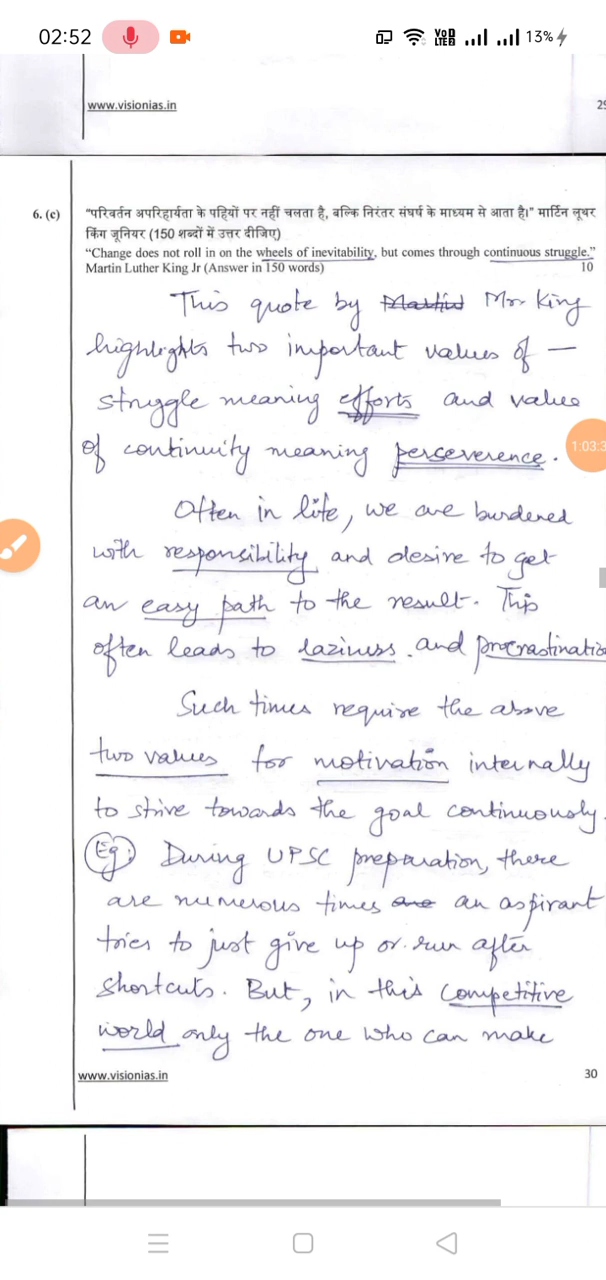 02:52
VoD LTE2 13%
www.visionias.in
29
6. (c) "परिवर्तन अपरिहार्यता के पहियों पर नहीं चलता है, बल्कि निरंतर संघर्ष के माध्यम से आता है।" मार्टिन लूथर
किंग जूनियर (150 शब्दों में उत्तर दीजिए)
"Change does not roll in on the wheels of inevitability, but comes through continuous struggle."
Martin Luther King Jr (Answer in 150 words) 10
This quote by Martin Mr. King
highlights two important values of —
struggle meaning efforts and value
of continuity meaning perseverence.
1:03:3
Often in life, we are burdened
with responsibility and desire to get
an easy path to the result. This
often leads to laziness and procrastinatio
Such times require the above
two values for motivation internally
to strive towards the goal continuously.
Eg: During UPSC preparation, there
are numerous times are an aspirant
tries to just give up or run after
shortcuts. But, in this competitive
world only the one who can make
www.visionias.in 30